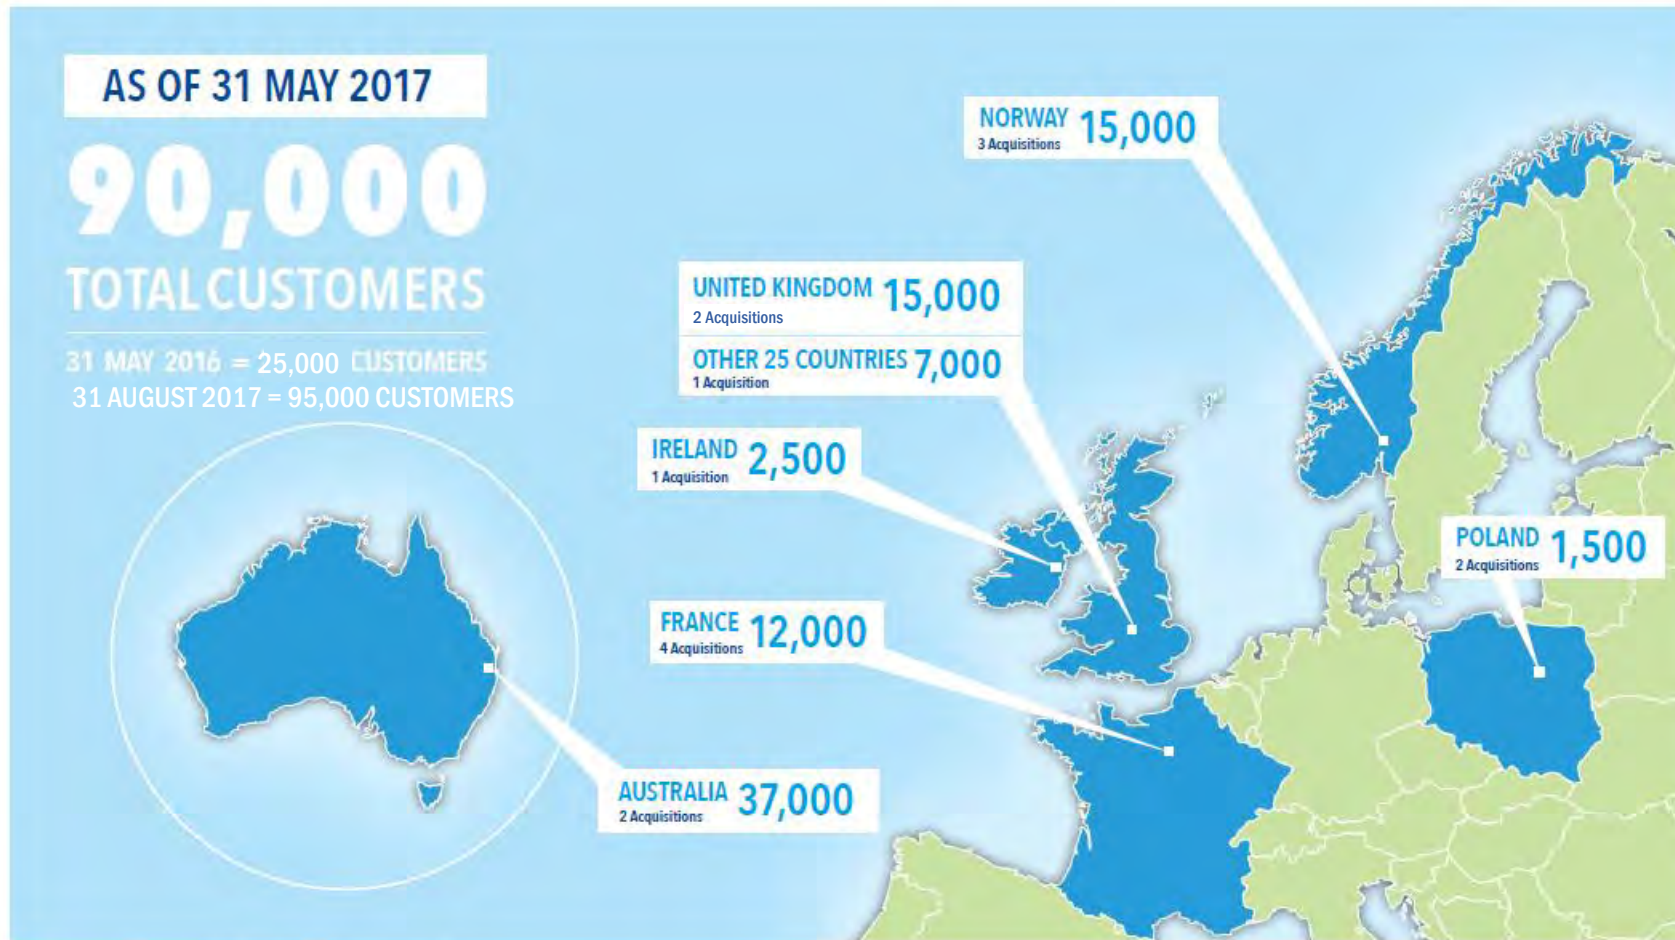 AS OF 31 MAY 2017
90,000
TOTAL CUSTOMERS
31 MAY 2016 = 25,000 CUSTOMERS
31 AUGUST 2017 = 95,000 CUSTOMERS
NORWAY 15,000
3 Acquisitions
UNITED KINGDOM 15,000
2 Acquisitions
OTHER 25 COUNTRIES 7,000
1 Acquisition
IRELAND 2,500
1 Acquisition
POLAND 1,500
2 Acquisitions
FRANCE 12,000
4 Acquisitions
AUSTRALIA 37,000
2 Acquisitions